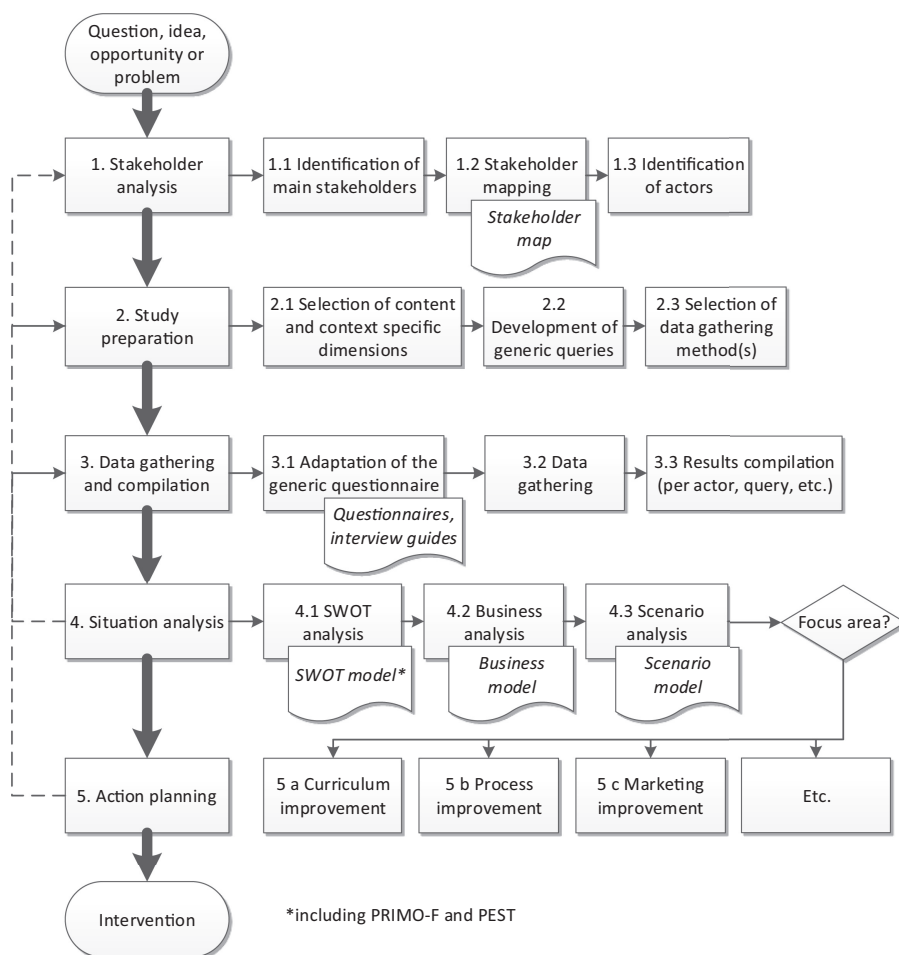 Question, idea,
opportunity or
problem
1. Stakeholder
analysis
1.1 Identification of
main stakeholders
1.2 Stakeholder
mapping
Stakeholder
map
1.3 Identification
of actors
2. Study
preparation
2.1 Selection of content
and context specific
dimensions
2.2
Development of
generic queries
2.3 Selection of
data gathering
method(s)
3. Data gathering
and compilation
3.1 Adaptation of the
generic questionnaire
Questionnaires,
interview guides
3.2 Data
gathering
3.3 Results compilation
(per actor, query, etc.)
4. Situation analysis
4.1 SWOT
analysis
SWOT model*
4.2 Business
analysis
Business
model
4.3 Scenario
analysis
Scenario
model
Focus area?
5. Action planning
5 a Curriculum
improvement
5 b Process
improvement
5 c Marketing
improvement
Etc.
Intervention
*including PRIMO-F and PEST